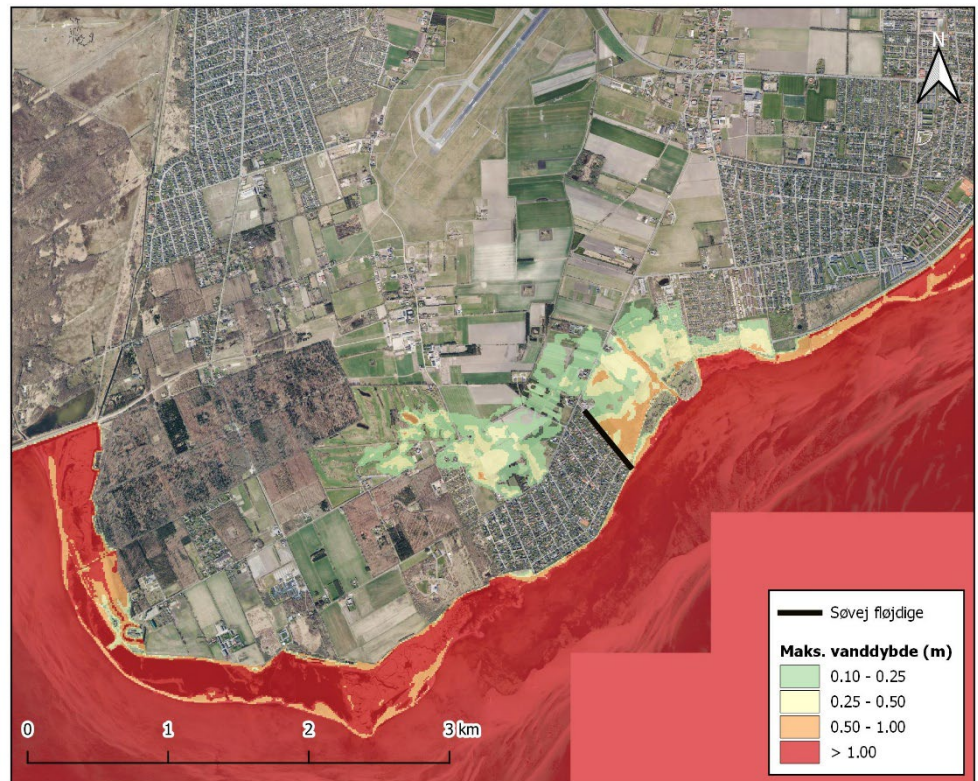 N
0 1 2 3 km
Søvej fløjdige
Maks. vanddybde (m)
0.10 - 0.25
0.25 - 0.50
0.50 - 1.00
> 1.00